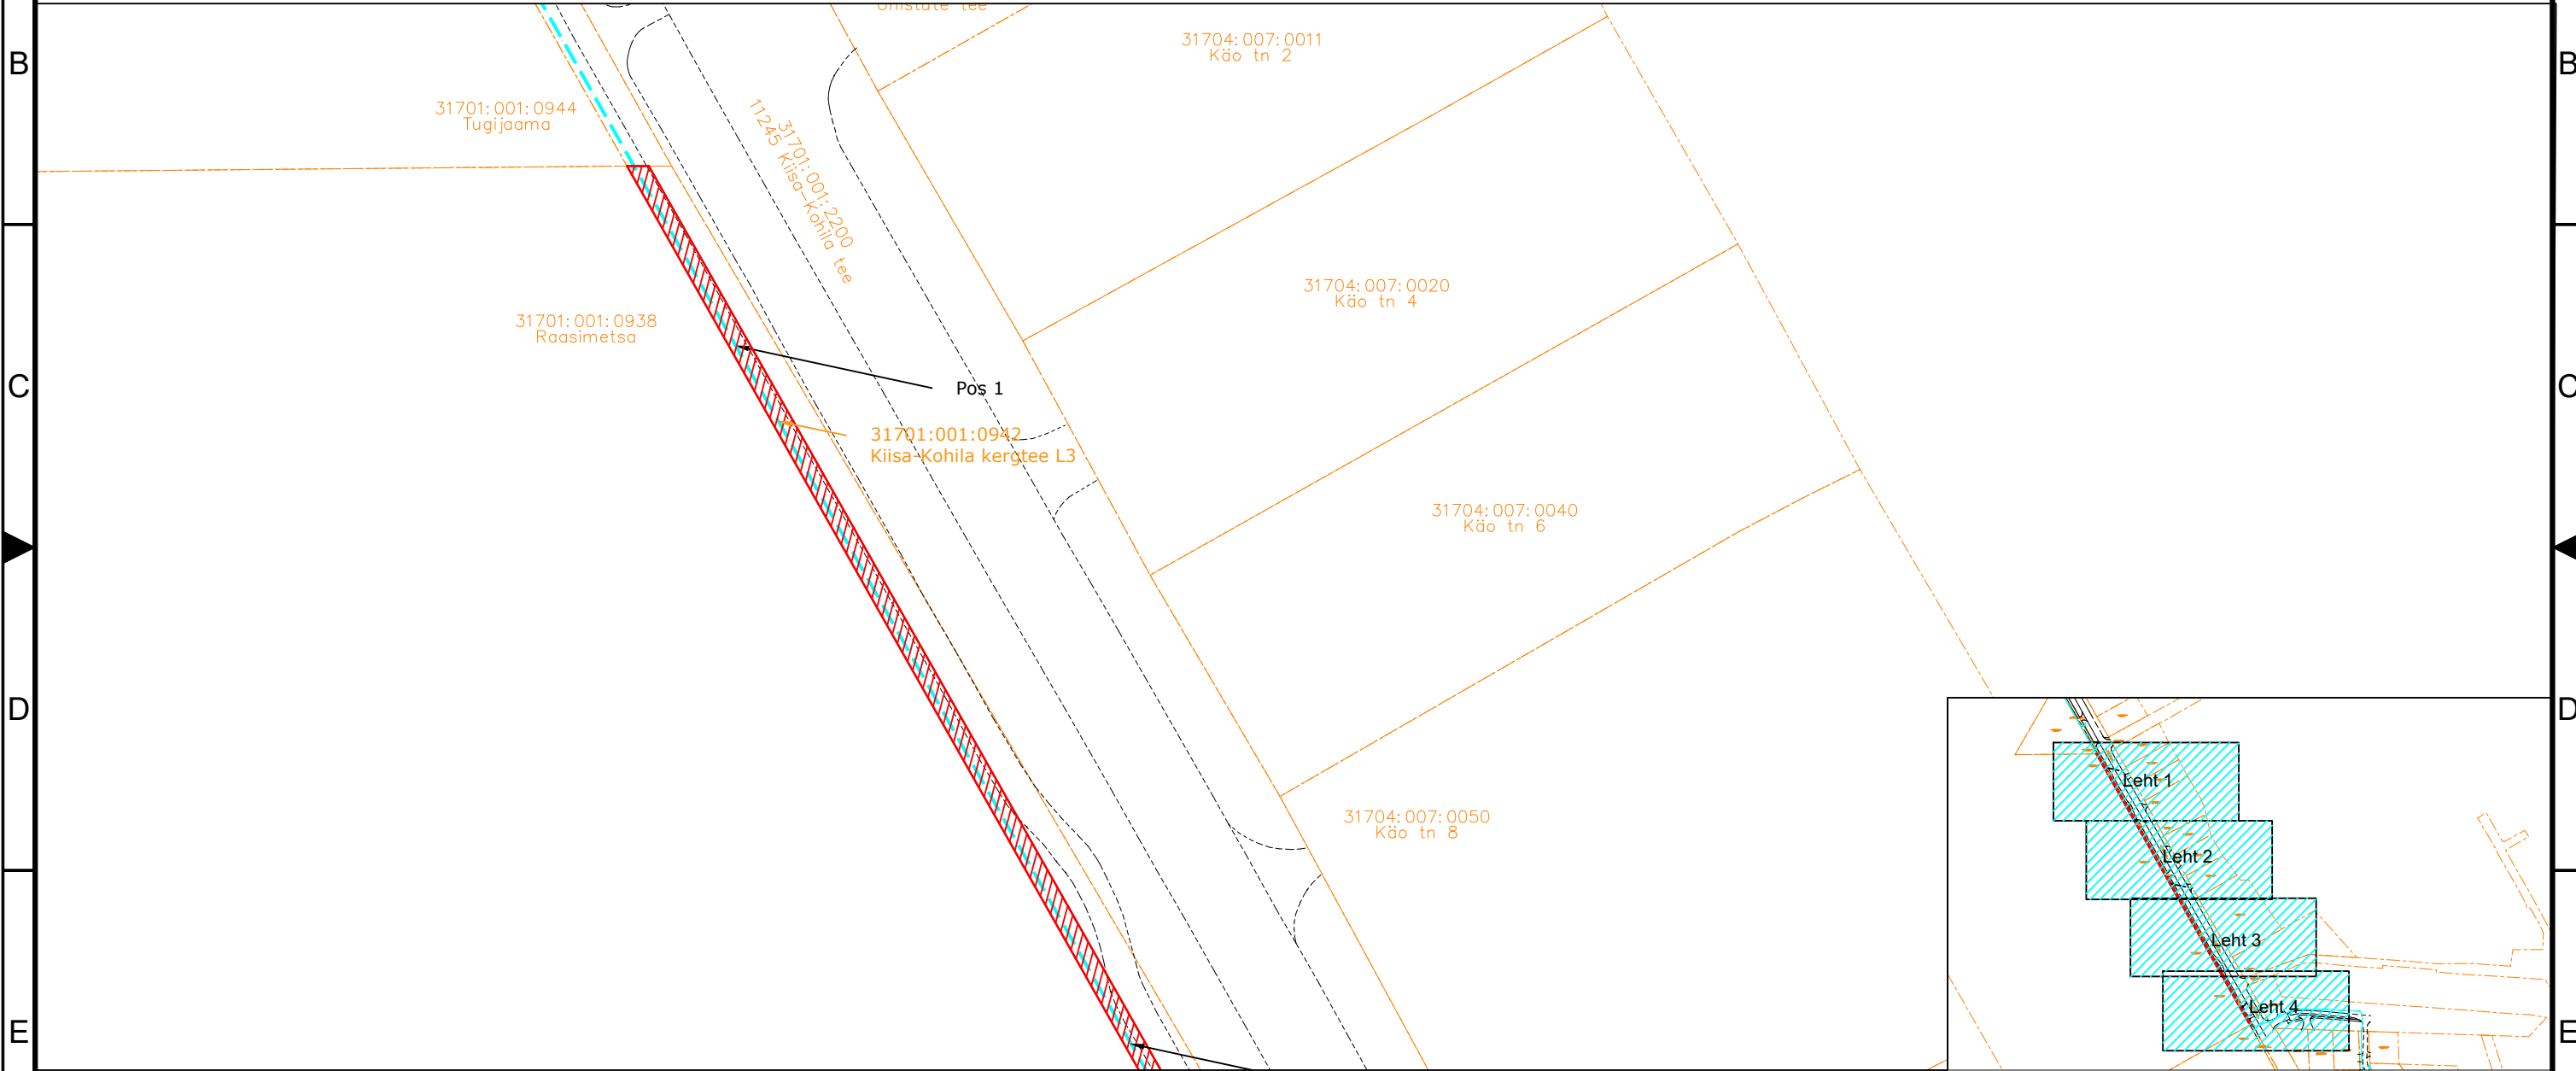 B
B
Ühistute tee
31704:007:0011
Käo tn 2
31701:001:0944
Tugijaama
31701:001:2200
11245 Kiisa-Kohila tee
31704:007:0020
Käo tn 4
31701:001:0938
Raasimetsa
C
C
Pos 1
31701:001:0942
Kiisa-Kohila kergtee L3
31704:007:0040
Käo tn 6
D
D
31704:007:0050
Käo tn 8
Leht 1
Leht 2
Leht 3
Leht 4
E
E